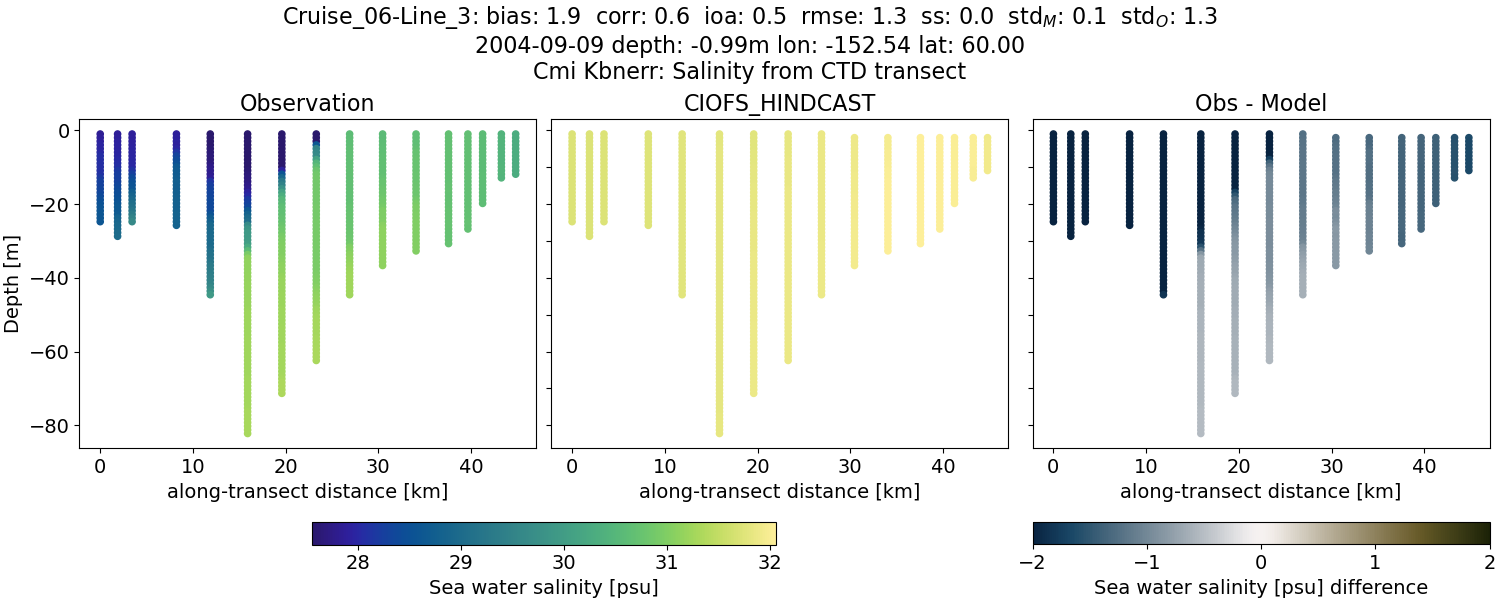 Cruise_06-Line_3: bias: 1.9 corr: 0.6 ioa: 0.5 rmse: 1.3 ss: 0.0 std_M: 0.1 std_O: 1.3
2004-09-09 depth: -0.99m lon: -152.54 lat: 60.00
Cmi Kbnerr: Salinity from CTD transect
Observation
CIOFS_HINDCAST
Obs - Model
Depth [m]
0
−20
−40
−60
−80
0 10 20 30 40
0 10 20 30 40
0 10 20 30 40
along-transect distance [km]
along-transect distance [km]
along-transect distance [km]
28 29 30 31 32
Sea water salinity [psu]
−2 −1 0 1 2
Sea water salinity [psu] difference